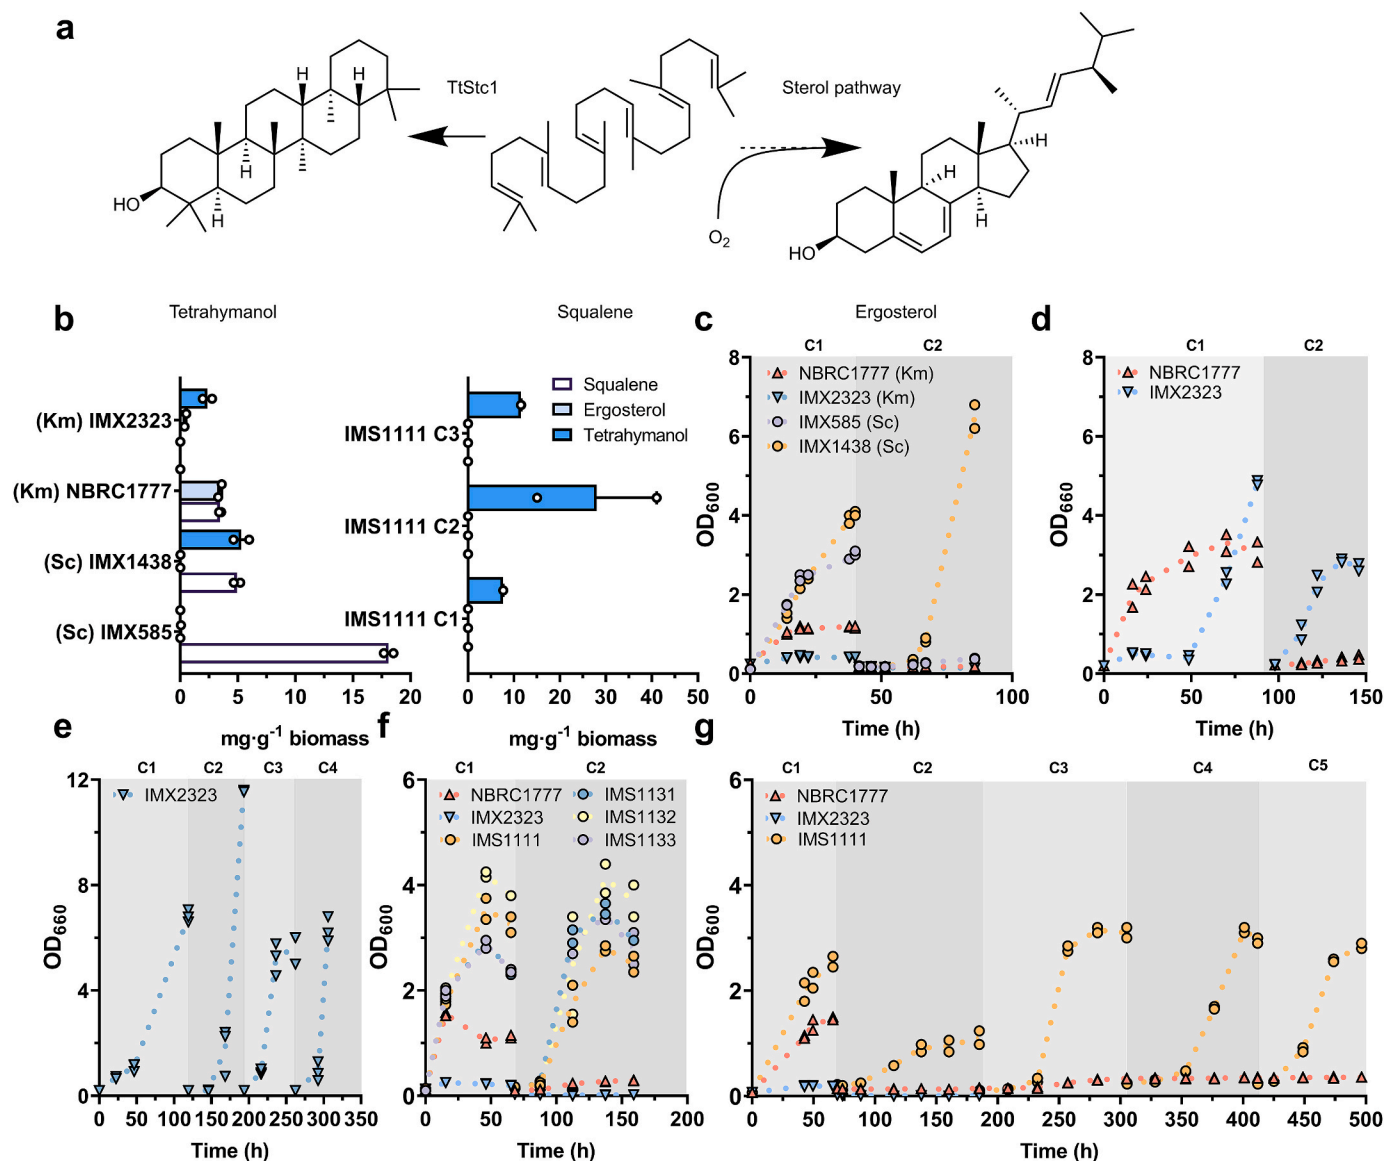 a
H
H
H
H
HO
TtStc1
Sterol pathway
O2
H
H
H
HO
Tetrahymanol
Squalene
Ergosterol
b
(Km) IMX2323
(Km) NBRC1777
(Sc) IMX1438
(Sc) IMX585
0 5 10 15 20
mg·g-1 biomass
Squalene
Ergosterol
Tetrahymanol
IMS1111 C3
IMS1111 C2
IMS1111 C1
0 10 20 30 40 50
mg·g-1 biomass
c
C1 C2
NBRC1777 (Km)
IMX2323 (Km)
IMX585 (Sc)
IMX1438 (Sc)
OD600
8
6
4
2
0
0 50 100
Time (h)
d
C1 C2
NBRC1777
IMX2323
OD660
8
6
4
2
0
0 50 100 150
Time (h)
e
C1 C2 C3 C4
IMX2323
OD660
12
8
4
0
0 50 100 150 200 250 300 350
Time (h)
f
C1 C2
NBRC1777 IMS1131
IMX2323 IMS1132
IMS1111 IMS1133
OD600
6
4
2
0
0 50 100 150 200
Time (h)
g
C1 C2 C3 C4 C5
NBRC1777
IMX2323
IMS1111
OD600
6
4
2
0
0 50 100 150 200 250 300 350 400 450 500
Time (h)